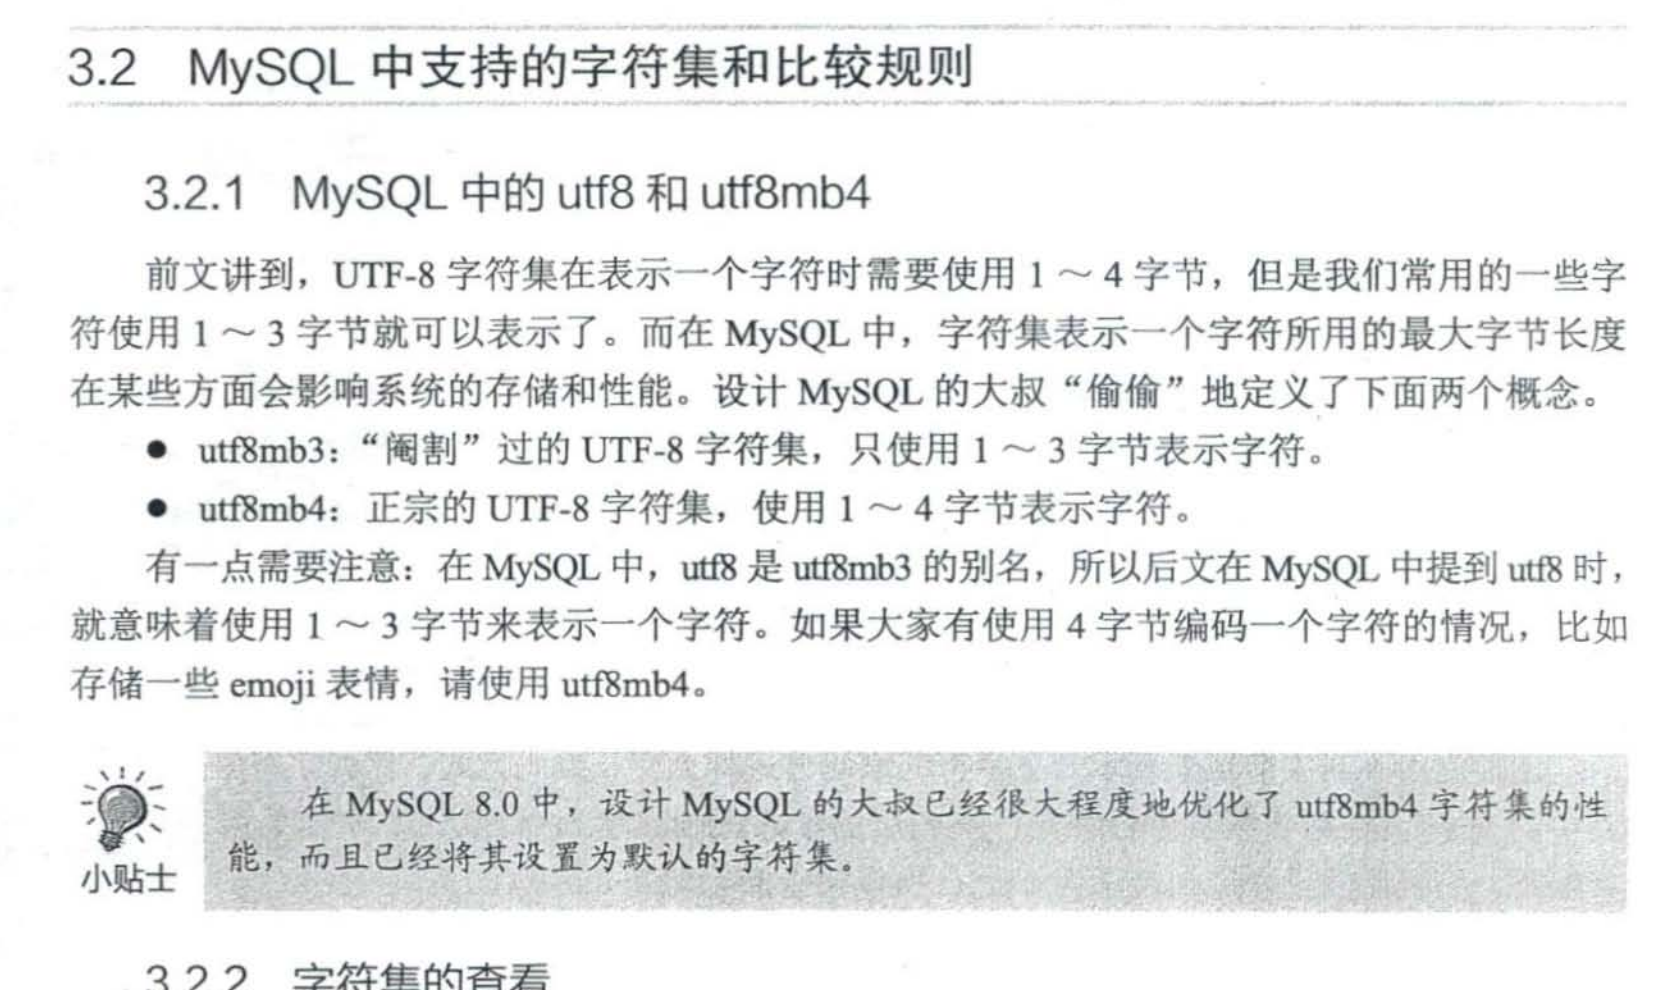 3.2 MySQL 中支持的字符集和比较规则
3.2.1 MySQL 中的 utf8 和 utf8mb4
前文讲到，UTF-8 字符集在表示一个字符时需要使用 1 ～ 4 字节，但是我们常用的一些字
符使用 1 ～ 3 字节就可以表示了。而在 MySQL 中，字符集表示一个字符所用的最大字节长度
在某些方面会影响系统的存储和性能。设计 MySQL 的大叔“偷偷”地定义了下面两个概念。
● utf8mb3：“阉割”过的 UTF-8 字符集，只使用 1 ～ 3 字节表示字符。
● utf8mb4：正宗的 UTF-8 字符集，使用 1 ～ 4 字节表示字符。
有一点需要注意：在 MySQL 中，utf8 是 utf8mb3 的别名，所以后文在 MySQL 中提到 utf8 时，
就意味着使用 1 ～ 3 字节来表示一个字符。如果大家有使用 4 字节编码一个字符的情况，比如
存储一些 emoji 表情，请使用 utf8mb4。
在 MySQL 8.0 中，设计 MySQL 的大叔已经很大程度地优化了 utf8mb4 字符集的性
能，而且已经将其设置为默认的字符集。
小贴士
3.2.2 字符集的查看